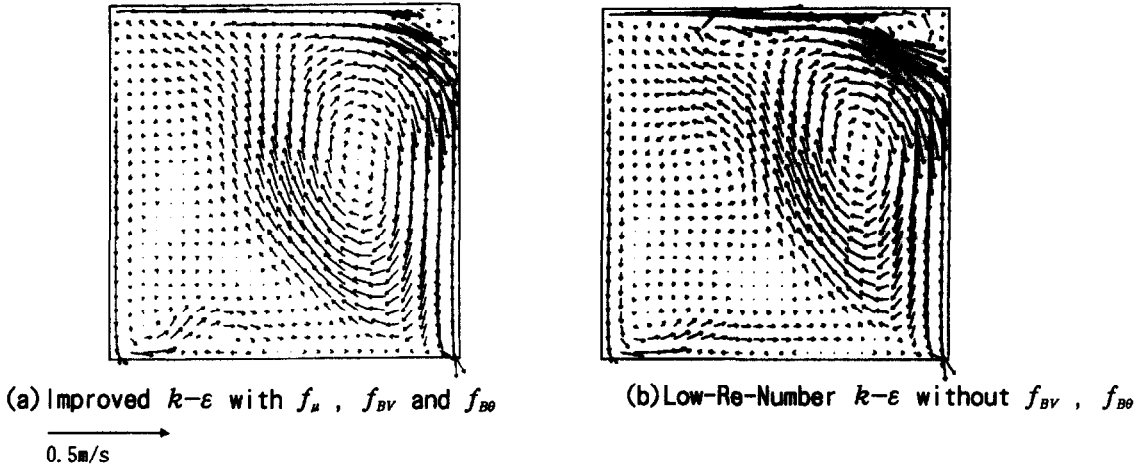 (a) Improved k-ε with f_μ , f_BV and f_Bθ
(b)Low-Re-Number k-ε without f_BV , f_Bθ
0.5m/s